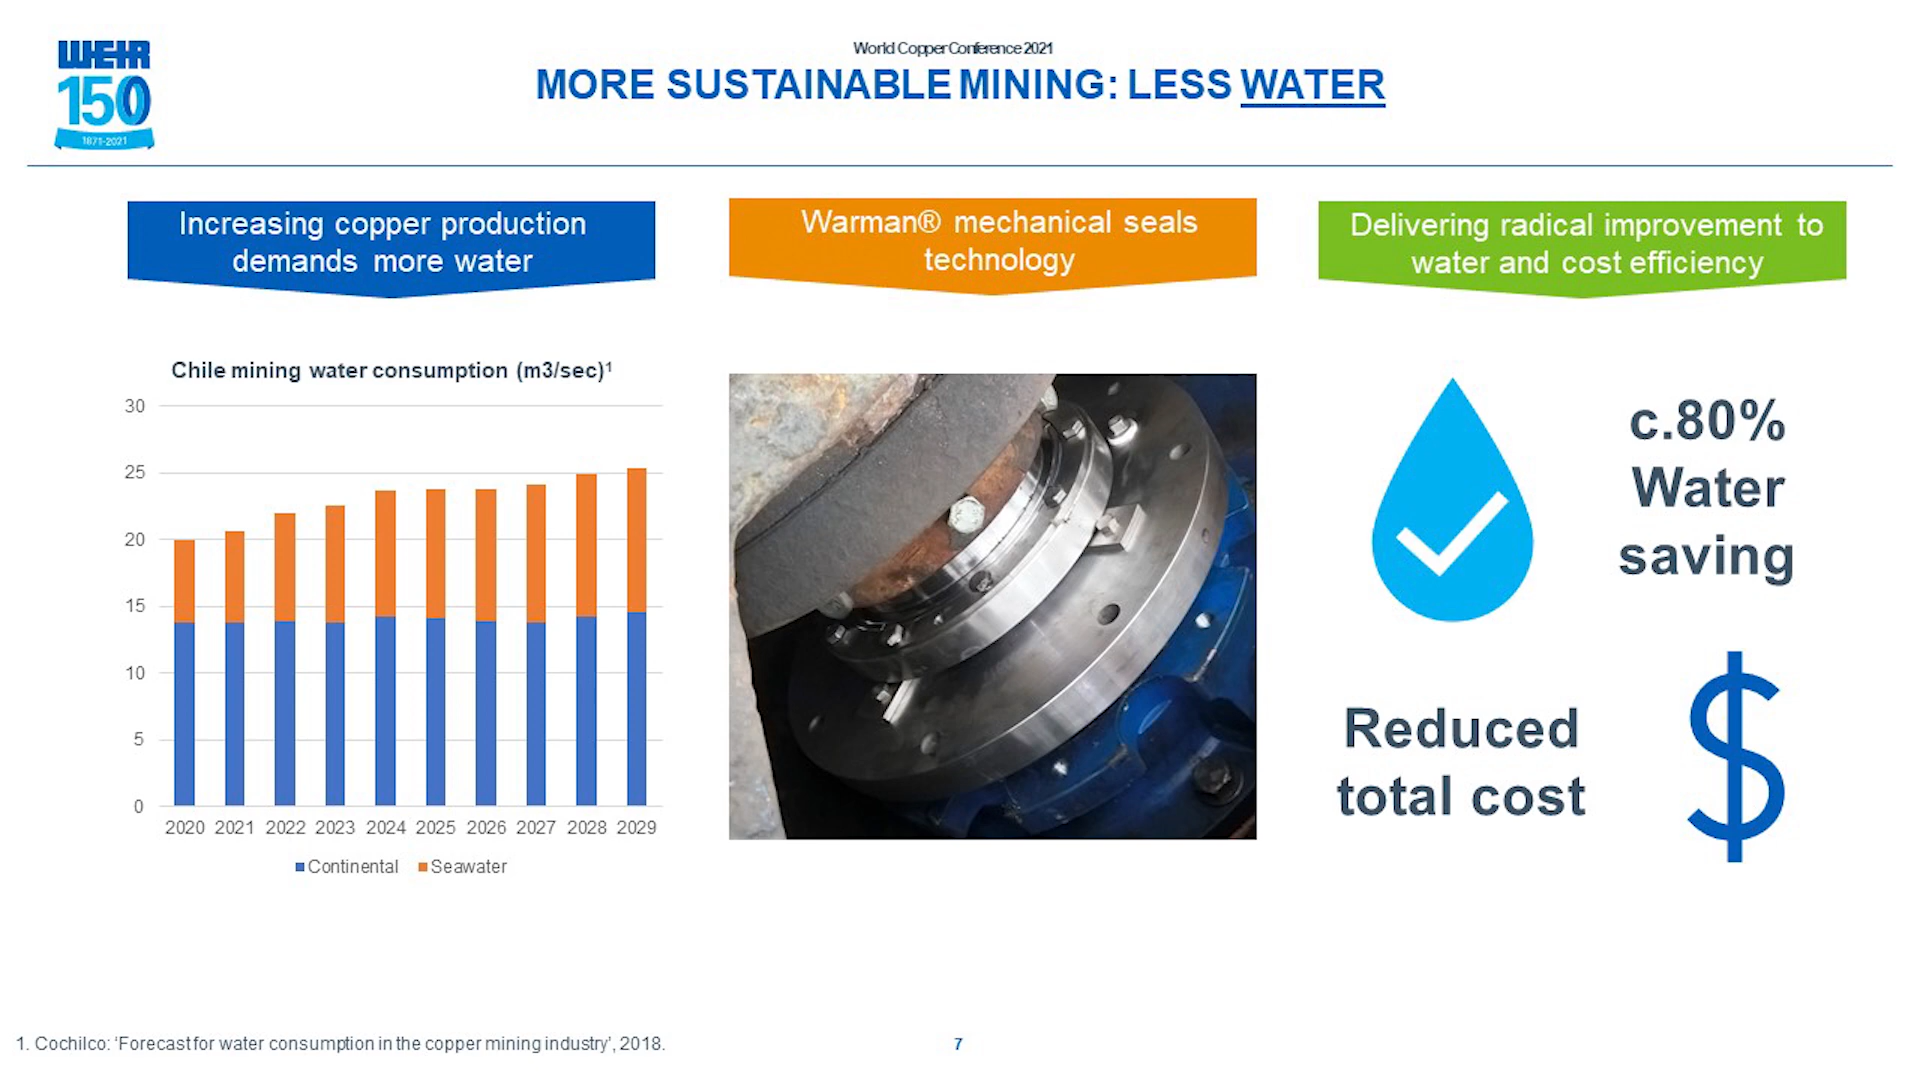 WEIR
150
1871-2021
World Copper Conference 2021
MORE SUSTAINABLE MINING: LESS WATER
Increasing copper production
demands more water
Warman® mechanical seals
technology
Delivering radical improvement to
water and cost efficiency
Chile mining water consumption (m3/sec)¹
30
25
20
15
10
5
0
2020 2021 2022 2023 2024 2025 2026 2027 2028 2029
Continental Seawater
c.80%
Water
saving
Reduced
total cost
$
1. Cochilco: ‘Forecast for water consumption in the copper mining industry’, 2018.
7